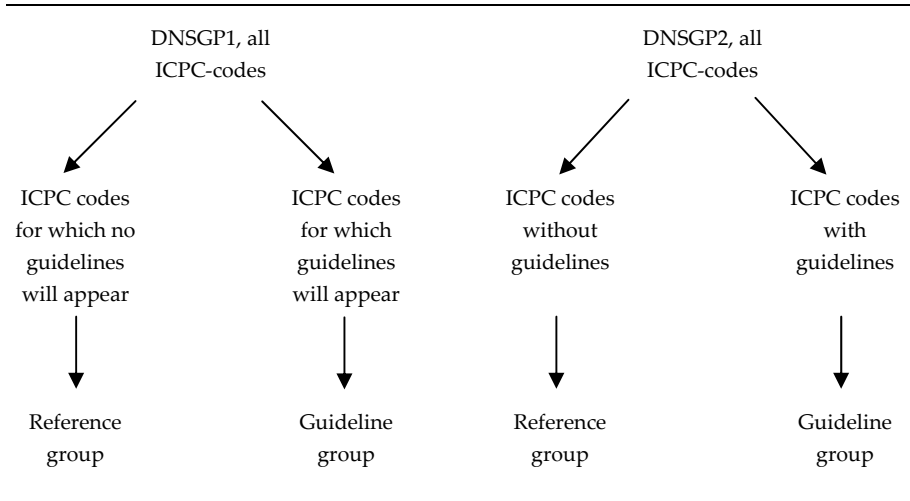 DNSGP1, all
ICPC-codes
DNSGP2, all
ICPC-codes
ICPC codes
for which no
guidelines
will appear
ICPC codes
for which
guidelines
will appear
ICPC codes
without
guidelines
ICPC codes
with
guidelines
Reference
group
Guideline
group
Reference
group
Guideline
group